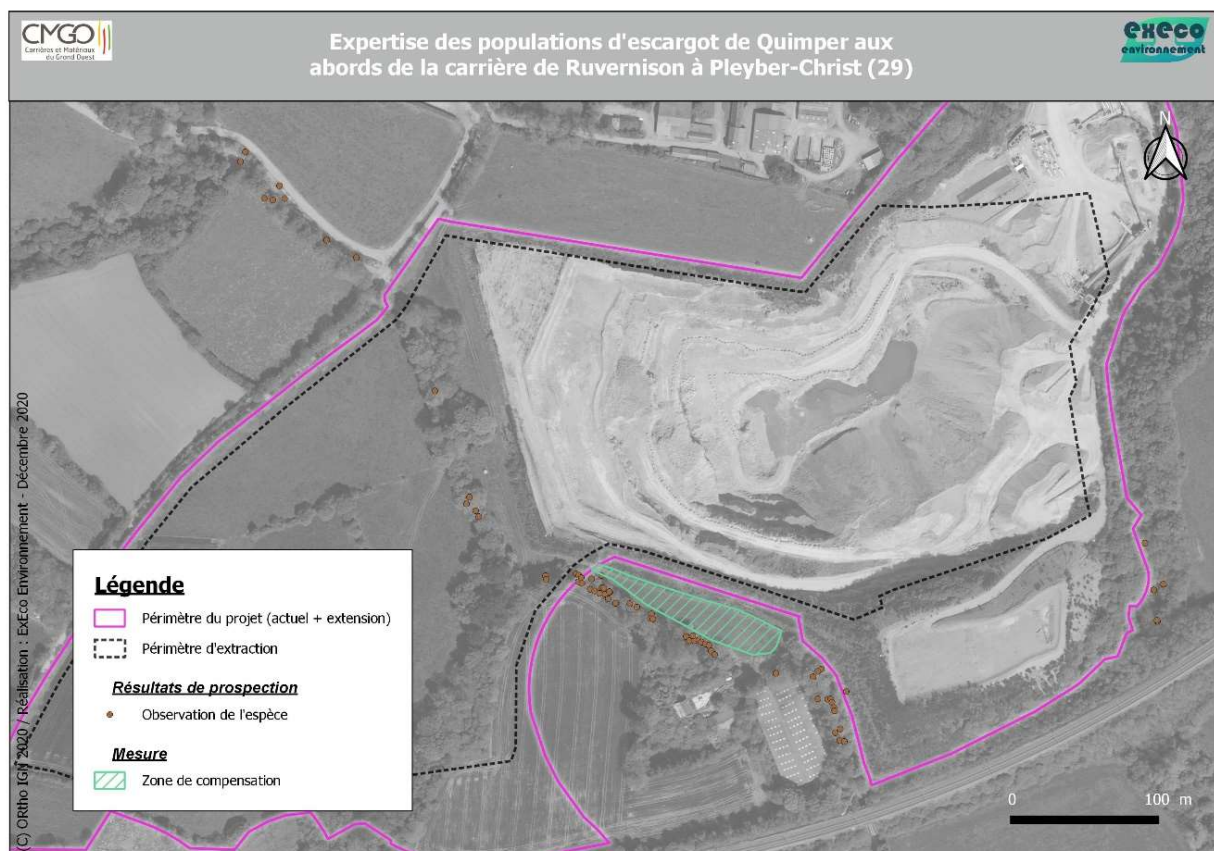 CMGO
Carrières et Matériaux
du Grand Ouest
Expertise des populations d'escargot de Quimper aux
abords de la carrière de Ruvernison à Pleyber-Christ (29)
execo
environnement
N
(C) ORtho IGN 2020 / Réalisation : ExEco Environnement - Décembre 2020
Légende
Périmètre du projet (actuel + extension)
Périmètre d'extraction
Résultats de prospection
Observation de l'espèce
Mesure
Zone de compensation
0 100 m